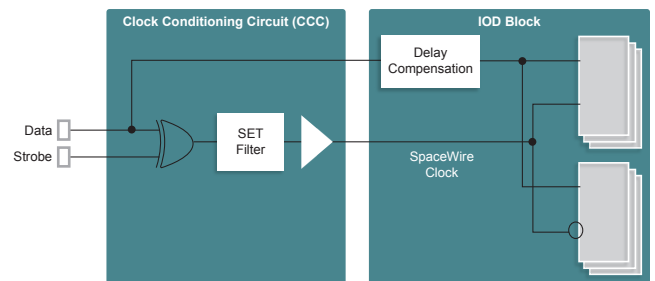 Clock Conditioning Circuit (CCC)
IOD Block
Delay
Compensation
Data
Strobe
SET
Filter
SpaceWire
Clock